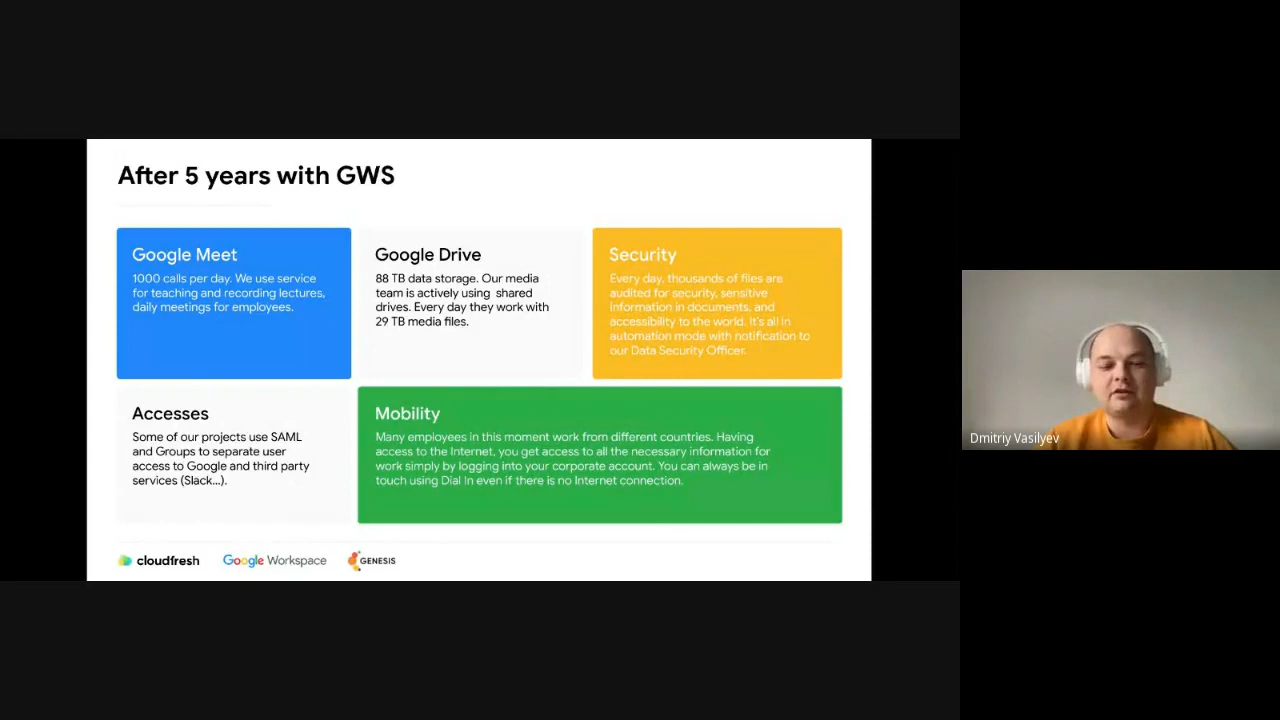 After 5 years with GWS
Google Meet
1000 calls per day. We use service
for teaching and recording lectures,
daily meetings for employees.
Google Drive
88 TB data storage. Our media
team is actively using shared
drives. Every day they work with
29 TB media files.
Security
Every day, thousands of files are
audited for security, sensitive
information in documents, and
accessibility to the world. It's all in
automation mode with notification to
our Data Security Officer.
Accesses
Some of our projects use SAML
and Groups to separate user
access to Google and third party
services (Slack...).
Mobility
Many employees in this moment work from different countries. Having
access to the Internet, you get access to all the necessary information for
work simply by logging into your corporate account. You can always be in
touch using Dial In even if there is no Internet connection.
cloudfresh
Google Workspace
GENESIS
Dmitriy Vasilyev